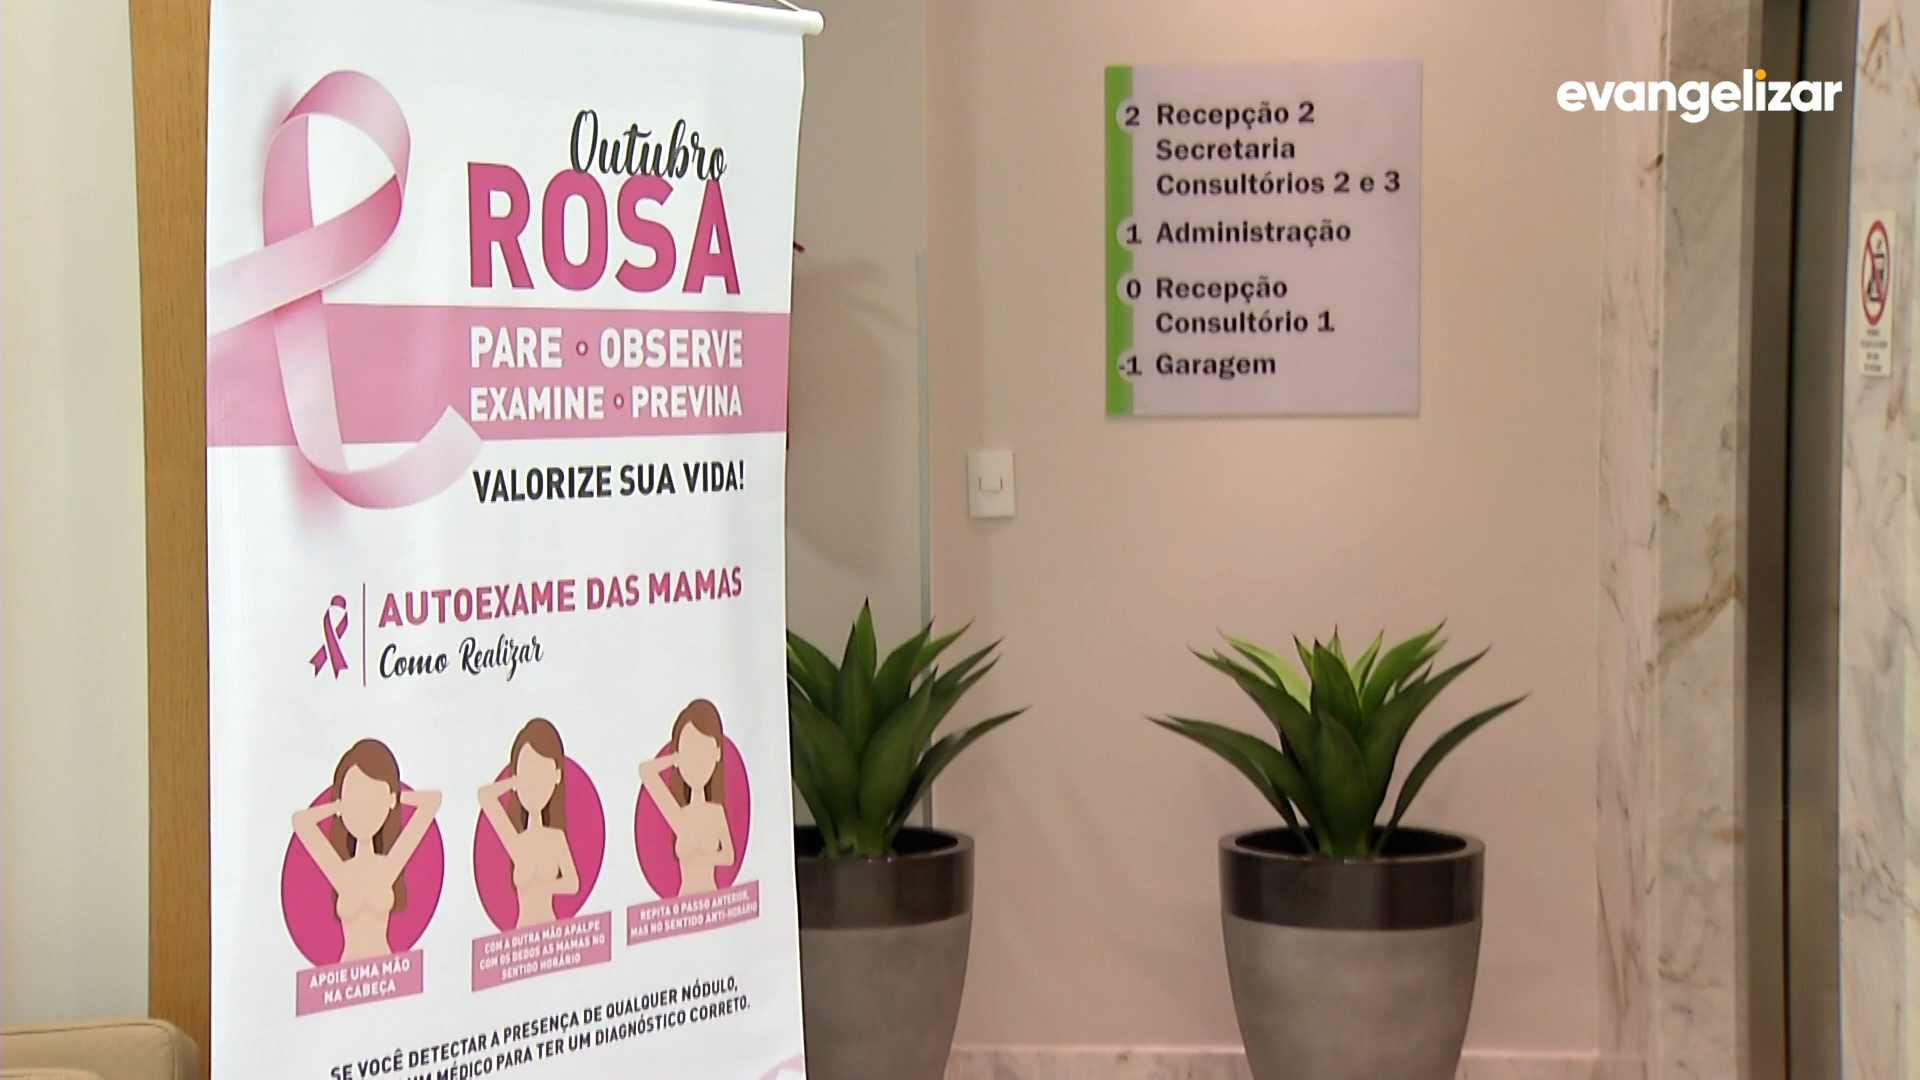 Outubro
ROSA
PARE • OBSERVE
EXAMINE • PREVINA
VALORIZE SUA VIDA!
AUTOEXAME DAS MAMAS
Como Realizar
APOIE UMA MÃO
NA CABEÇA
COM A OUTRA MÃO APALPE
COM OS DEDOS AS MAMAS NO
SENTIDO HORÁRIO
REPITA O PASSO ANTERIOR,
MAS NO SENTIDO ANTI-HORÁRIO
SE VOCÊ DETECTAR A PRESENÇA DE QUALQUER NÓDULO,
UM MÉDICO PARA TER UM DIAGNÓSTICO CORRETO.
2 Recepção 2
Secretaria
Consultórios 2 e 3
1 Administração
0 Recepção
Consultório 1
-1 Garagem
evangelizar